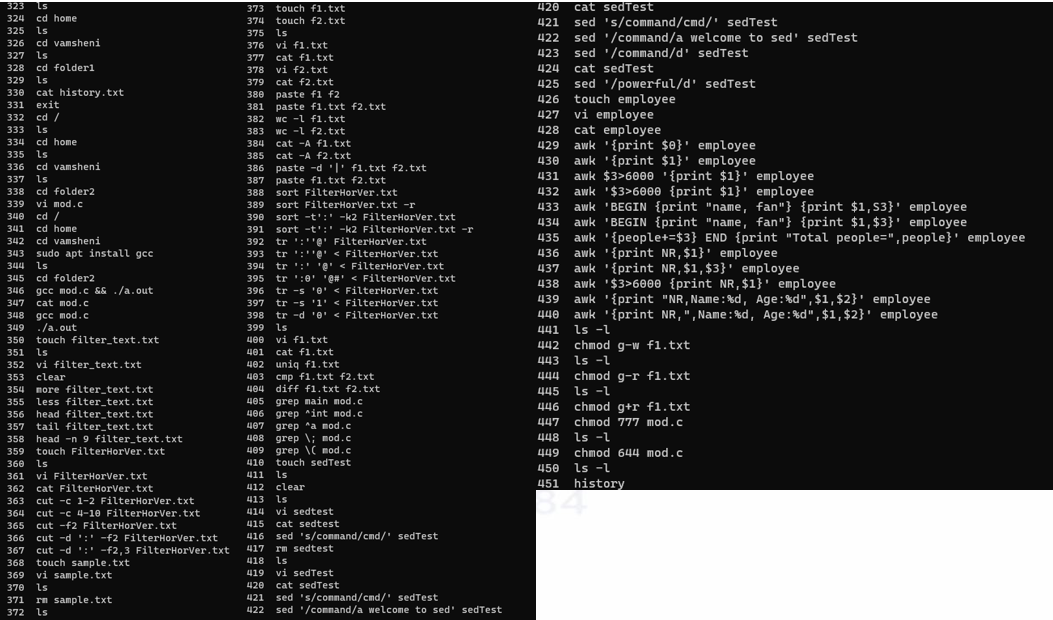 323  ls
324  cd home
325  ls
326  cd vamsheni
327  ls
328  cd folder1
329  ls
330  cat history.txt
331  exit
332  cd /
333  ls
334  cd home
335  ls
336  cd vamsheni
337  ls
338  cd folder2
339  vi mod.c
340  cd /
341  cd home
342  cd vamsheni
343  sudo apt install gcc
344  ls
345  cd folder2
346  gcc mod.c && ./a.out
347  cat mod.c
348  gcc mod.c
349  ./a.out
350  touch filter_text.txt
351  ls
352  vi filter_text.txt
353  clear
354  more filter_text.txt
355  less filter_text.txt
356  head filter_text.txt
357  tail filter_text.txt
358  head -n 9 filter_text.txt
359  touch FilterHorVer.txt
360  ls
361  vi FilterHorVer.txt
362  cat FilterHorVer.txt
363  cut -c 1-2 FilterHorVer.txt
364  cut -c 4-10 FilterHorVer.txt
365  cut -f2 FilterHorVer.txt
366  cut -d ':' -f2 FilterHorVer.txt
367  cut -d ':' -f2,3 FilterHorVer.txt
368  touch sample.txt
369  vi sample.txt
370  ls
371  rm sample.txt
372  ls
373  touch f1.txt
374  touch f2.txt
375  ls
376  vi f1.txt
377  cat f1.txt
378  vi f2.txt
379  cat f2.txt
380  paste f1 f2
381  paste f1.txt f2.txt
382  wc -l f1.txt
383  wc -l f2.txt
384  cat -A f1.txt
385  cat -A f2.txt
386  paste -d '|' f1.txt f2.txt
387  paste f1.txt f2.txt
388  sort FilterHorVer.txt
389  sort FilterHorVer.txt -r
390  sort -t':' -k2 FilterHorVer.txt
391  sort -t':' -k2 FilterHorVer.txt -r
392  tr ':''@' FilterHorVer.txt
393  tr ':''@' < FilterHorVer.txt
394  tr ':' '@' < FilterHorVer.txt
395  tr ':0' '@#' < FilterHorVer.txt
396  tr -s '0' < FilterHorVer.txt
397  tr -s '1' < FilterHorVer.txt
398  tr -d '0' < FilterHorVer.txt
399  ls
400  vi f1.txt
401  cat f1.txt
402  uniq f1.txt
403  cmp f1.txt f2.txt
404  diff f1.txt f2.txt
405  grep main mod.c
406  grep ^int mod.c
407  grep ^a mod.c
408  grep \; mod.c
409  grep \( mod.c
410  touch sedTest
411  ls
412  clear
413  ls
414  vi sedtest
415  cat sedtest
416  sed 's/command/cmd/' sedTest
417  rm sedtest
418  ls
419  vi sedTest
420  cat sedTest
421  sed 's/command/cmd/' sedTest
422  sed '/command/a welcome to sed' sedTest
420  cat sedTest
421  sed 's/command/cmd/' sedTest
422  sed '/command/a welcome to sed' sedTest
423  sed '/command/d' sedTest
424  cat sedTest
425  sed '/powerful/d' sedTest
426  touch employee
427  vi employee
428  cat employee
429  awk '{print $0}' employee
430  awk '{print $1}' employee
431  awk $3>6000 '{print $1}' employee
432  awk '$3>6000 {print $1}' employee
433  awk 'BEGIN {print "name, fan"} {print $1,S3}' employee
434  awk 'BEGIN {print "name, fan"} {print $1,$3}' employee
435  awk '{people+=$3} END {print "Total people=",people}' employee
436  awk '{print NR,$1}' employee
437  awk '{print NR,$1,$3}' employee
438  awk '$3>6000 {print NR,$1}' employee
439  awk '{print "NR,Name:%d, Age:%d",$1,$2}' employee
440  awk '{print NR,",Name:%d, Age:%d",$1,$2}' employee
441  ls -l
442  chmod g-w f1.txt
443  ls -l
444  chmod g-r f1.txt
445  ls -l
446  chmod g+r f1.txt
447  chmod 777 mod.c
448  ls -l
449  chmod 644 mod.c
450  ls -l
451  history
84